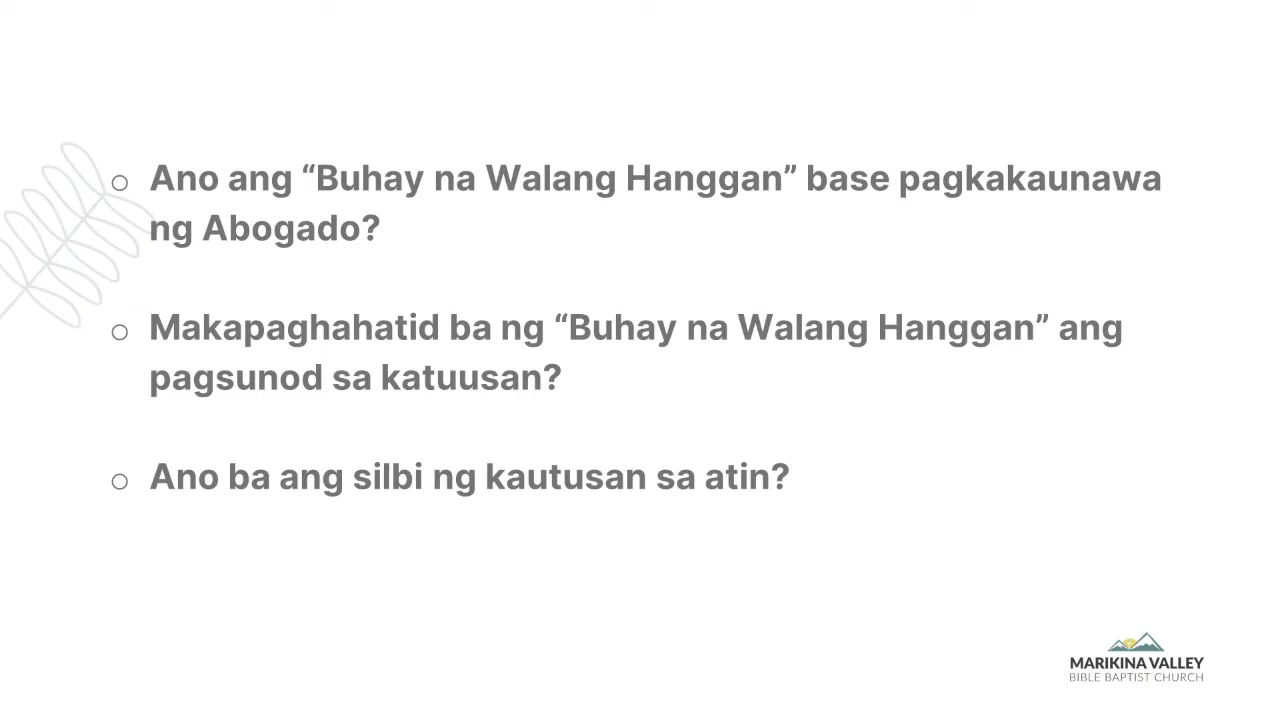 Ano ang “Buhay na Walang Hanggan” base pagkakaunawa
ng Abogado?
Makapaghahatid ba ng “Buhay na Walang Hanggan” ang
pagsunod sa katuusan?
Ano ba ang silbi ng kautusan sa atin?
MARIKINA VALLEY
BIBLE BAPTIST CHURCH